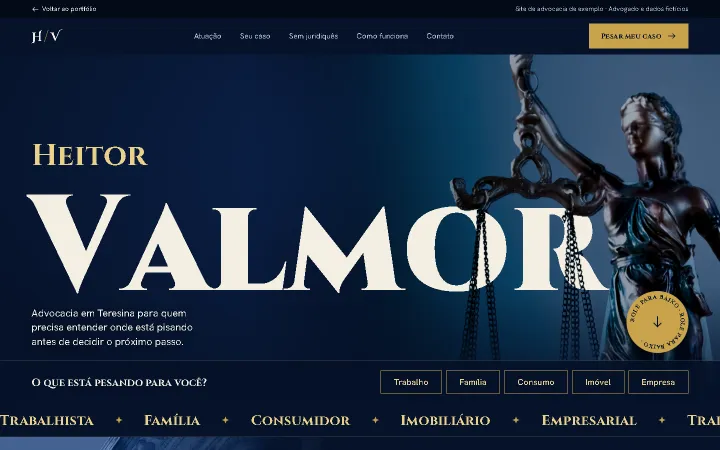 ← Voltar ao portfólio
Site de advocacia de exemplo · Advogado e dados fictícios
H/V
Atuação
Seu caso
Sem juridiquês
Como funciona
Contato
Pesar meu caso →
Heitor
Valmor
Advocacia em Teresina para quem
precisa entender onde está pisando
antes de decidir o próximo passo.
ROLE PARA BAIXO · ROLE PARA BAIXO ·
O que está pesando para você?
Trabalho
Família
Consumo
Imóvel
Empresa
Trabalhista ✦ Família ✦ Consumidor ✦ Imobiliário ✦ Empresarial ✦